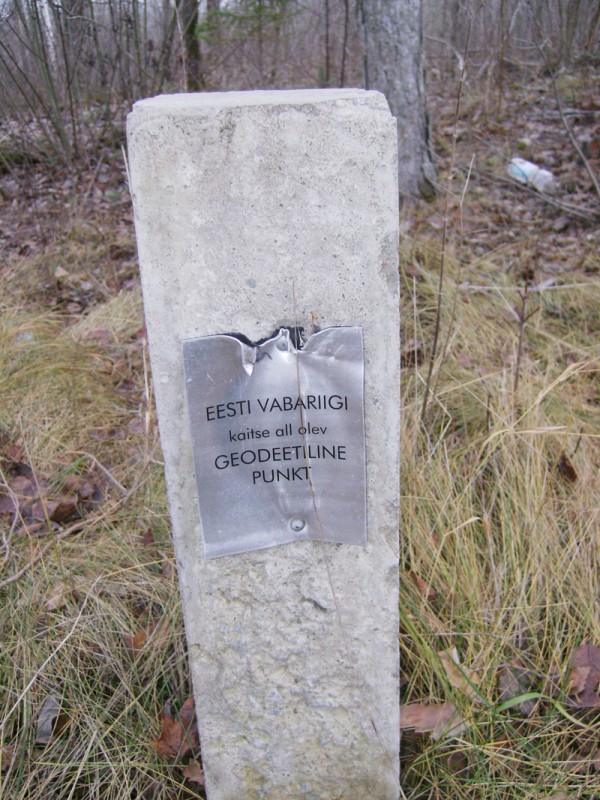 EESTI VABARIIGI
kaitse all olev
GEODEETILINE
PUNKT